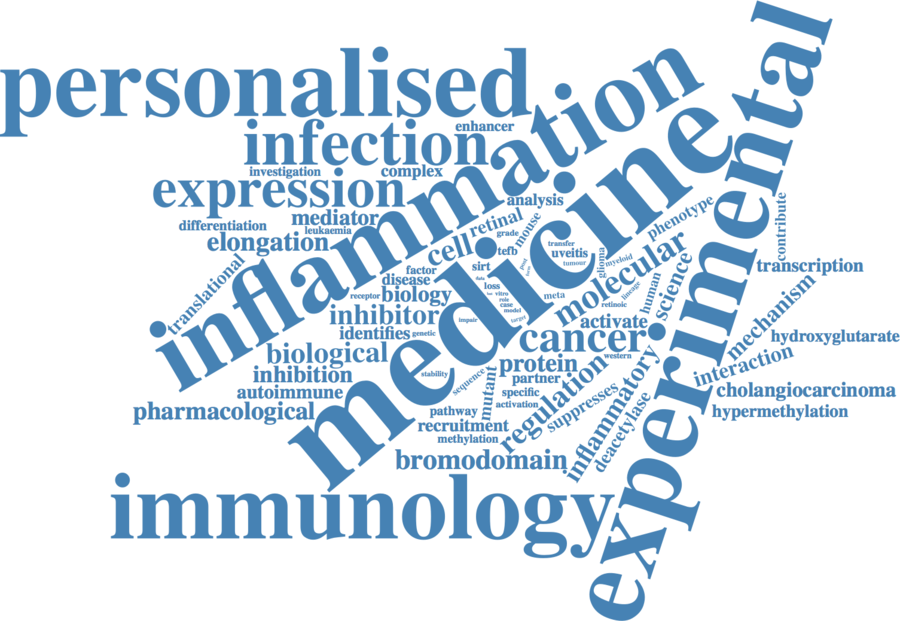 experimental
personalised
inflammation
medicine
infection
enhancer
investigation
complex
expression
analysis
mediator
differentiation
leukaemia
elongation
retinal
grade
mouse
phenotype
contribute
cell
tefb
transfer
uveitis
tumour
glioma
myeloid
molecular
translational
factor
sirt
disease
loss
human
science
transcription
receptor
biology
vitro
role
case
model
target
meta
retinoic
lineage
mechanism
inhibitor
impair
activate
identifies
genetic
cancer
hydroxyglutarate
biological
western
interaction
protein
inhibition
stability
partner
sequence
autoimmune
specific
mutant
activation
regulation
suppresses
inflammatory
cholangiocarcinoma
pharmacological
pathway
hypermethylation
recruitment
methylation
deacetylase
bromodomain
immunology